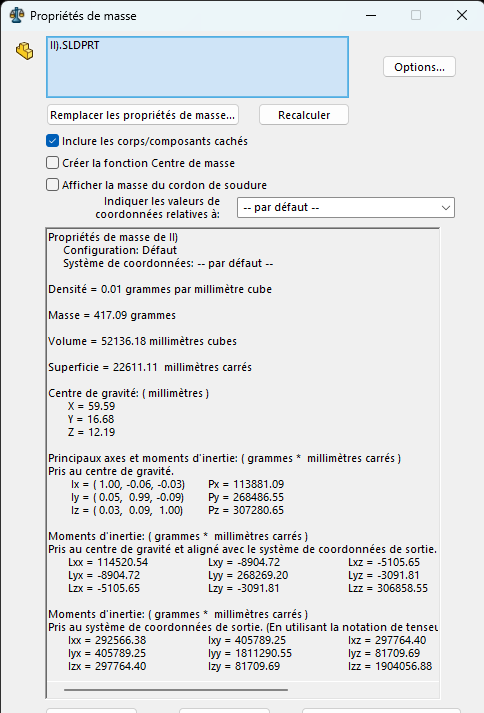 Propriétés de masse
II).SLDPRT
Options...
Remplacer les propriétés de masse...
Recalculer
Inclure les corps/composants cachés
Créer la fonction Centre de masse
Afficher la masse du cordon de soudure
Indiquer les valeurs de
coordonnées relatives à:
-- par défaut --
Propriétés de masse de II)
Configuration: Défaut
Système de coordonnées: -- par défaut --
Densité = 0.01 grammes par millimètre cube
Masse = 417.09 grammes
Volume = 52136.18 millimètres cubes
Superficie = 22611.11 millimètres carrés
Centre de gravité: ( millimètres )
X = 59.59
Y = 16.68
Z = 12.19
Principaux axes et moments d'inertie: ( grammes * millimètres carrés )
Pris au centre de gravité.
Ix = ( 1.00, -0.06, -0.03) Px = 113881.09
Iy = ( 0.05, 0.99, -0.09) Py = 268486.55
Iz = ( 0.03, 0.09, 1.00) Pz = 307280.65
Moments d'inertie: ( grammes * millimètres carrés )
Pris au centre de gravité et aligné avec le système de coordonnées de sortie.
Lxx = 114520.54 Lxy = -8904.72 Lxz = -5105.65
Lyx = -8904.72 Lyy = 268269.20 Lyz = -3091.81
Lzx = -5105.65 Lzy = -3091.81 Lzz = 306858.55
Moments d'inertie: ( grammes * millimètres carrés )
Pris au système de coordonnées de sortie. (En utilisant la notation de tenseu
Ixx = 292566.38 Ixy = 405789.25 Ixz = 297764.40
Iyx = 405789.25 Iyy = 1811290.55 Iyz = 81709.69
Izx = 297764.40 Izy = 81709.69 Izz = 1904056.88